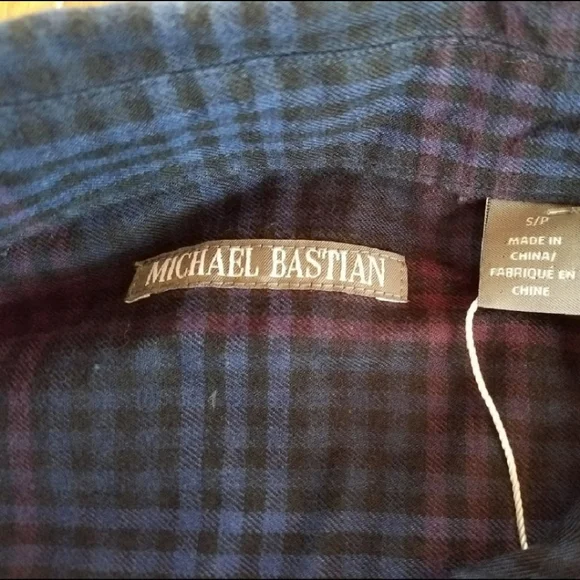 MICHAEL BASTIAN
S/P
MADE IN
CHINA/
FABRIQUÉ EN
CHINE